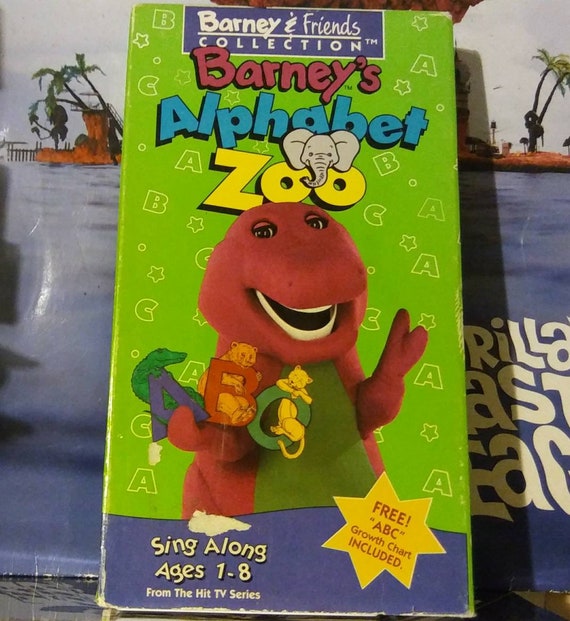 Barney & Friends
COLLECTION™
Barney's™
Alphabet
ZOO
A B C
Sing Along
Ages 1-8
From The Hit TV Series
FREE!
"ABC"
Growth Chart
INCLUDED.